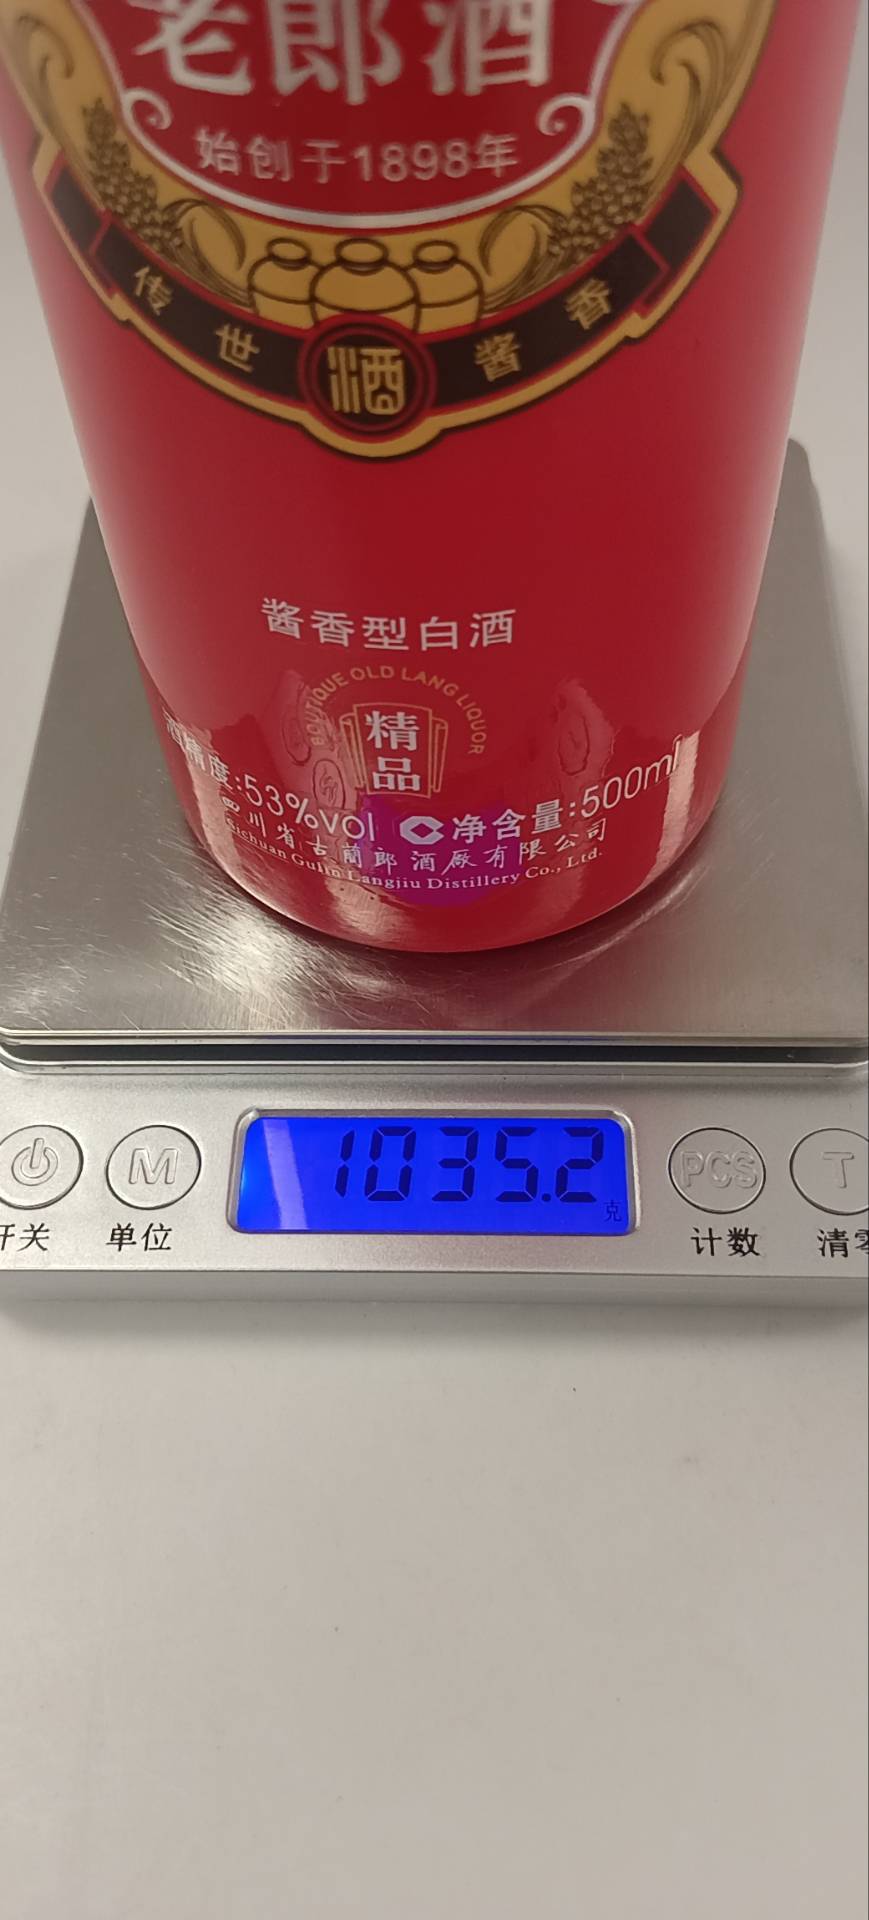 老郎酒
始创于1898年
传世酒酱香
酱香型白酒
BOUTIQUE OLD LANG LIQUOR
精品
酒精度:53%vol 净含量:500ml
四川省古蔺郎酒厂有限公司
Sichuan Gulin Langjiu Distillery Co., Ltd.
1035.2
克
M PCS T
开关 单位 计数 清零